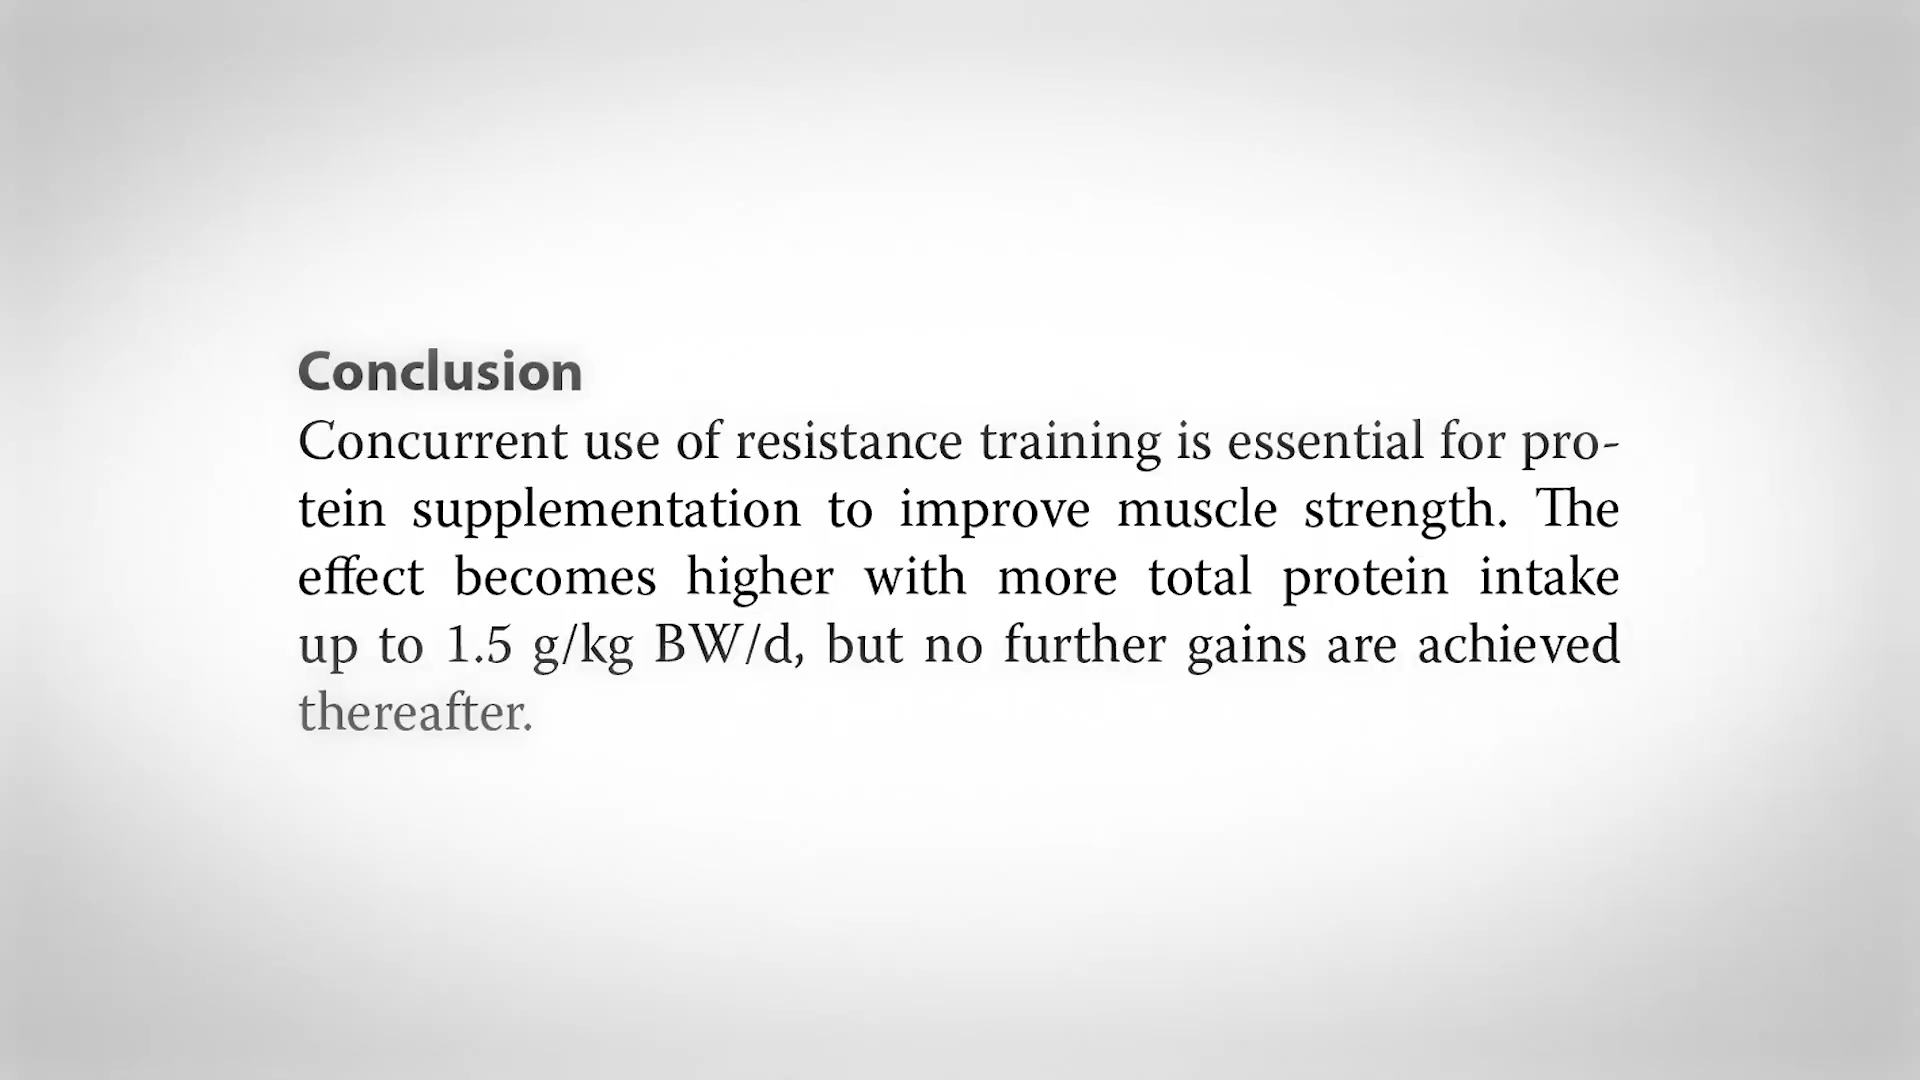 Conclusion
Concurrent use of resistance training is essential for pro-
tein supplementation to improve muscle strength. The
effect becomes higher with more total protein intake
up to 1.5 g/kg BW/d, but no further gains are achieved
thereafter.